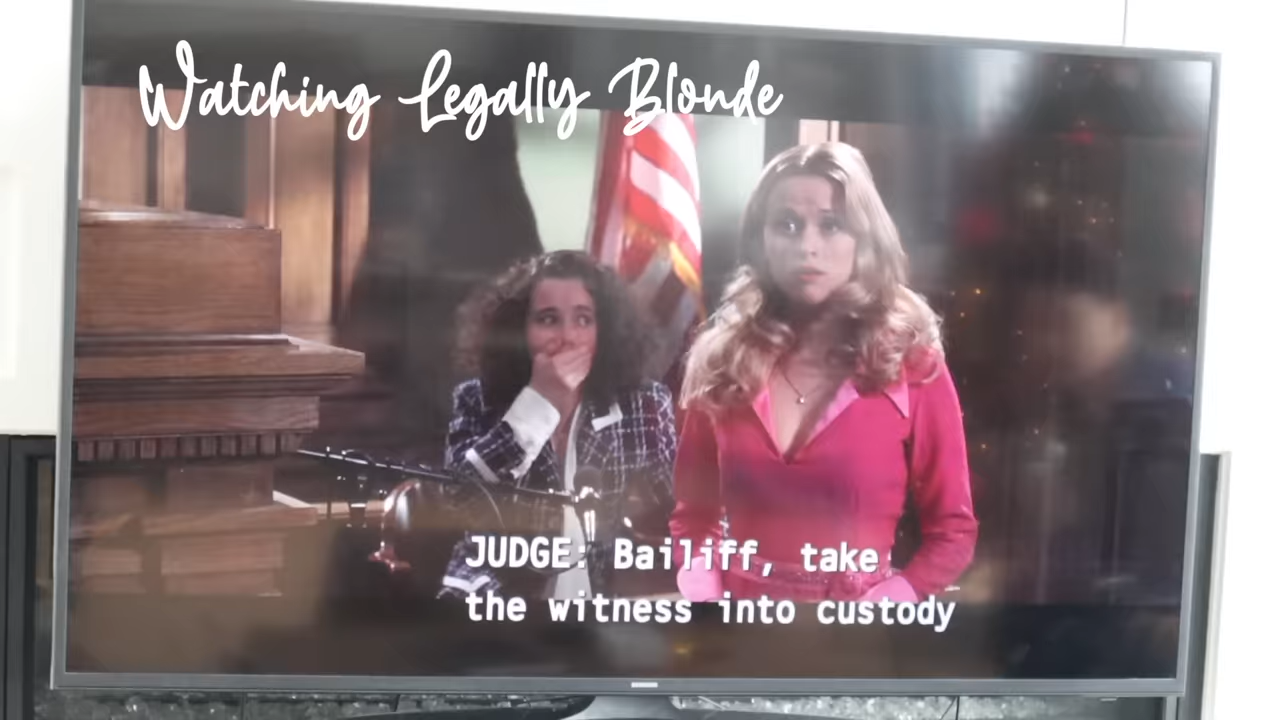 Watching Legally Blonde
JUDGE: Bailiff, take
the witness into custody